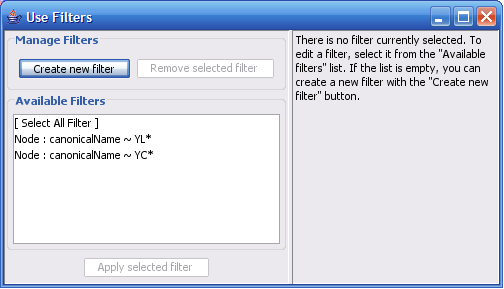 Use Filters
Manage Filters
Create new filter
Remove selected filter
Available Filters
[ Select All Filter ]
Node : canonicalName ~ YL*
Node : canonicalName ~ YC*
Apply selected filter
There is no filter currently selected. To
edit a filter, select it from the "Available
filters" list. If the list is empty, you can
create a new filter with the "Create new
filter" button.